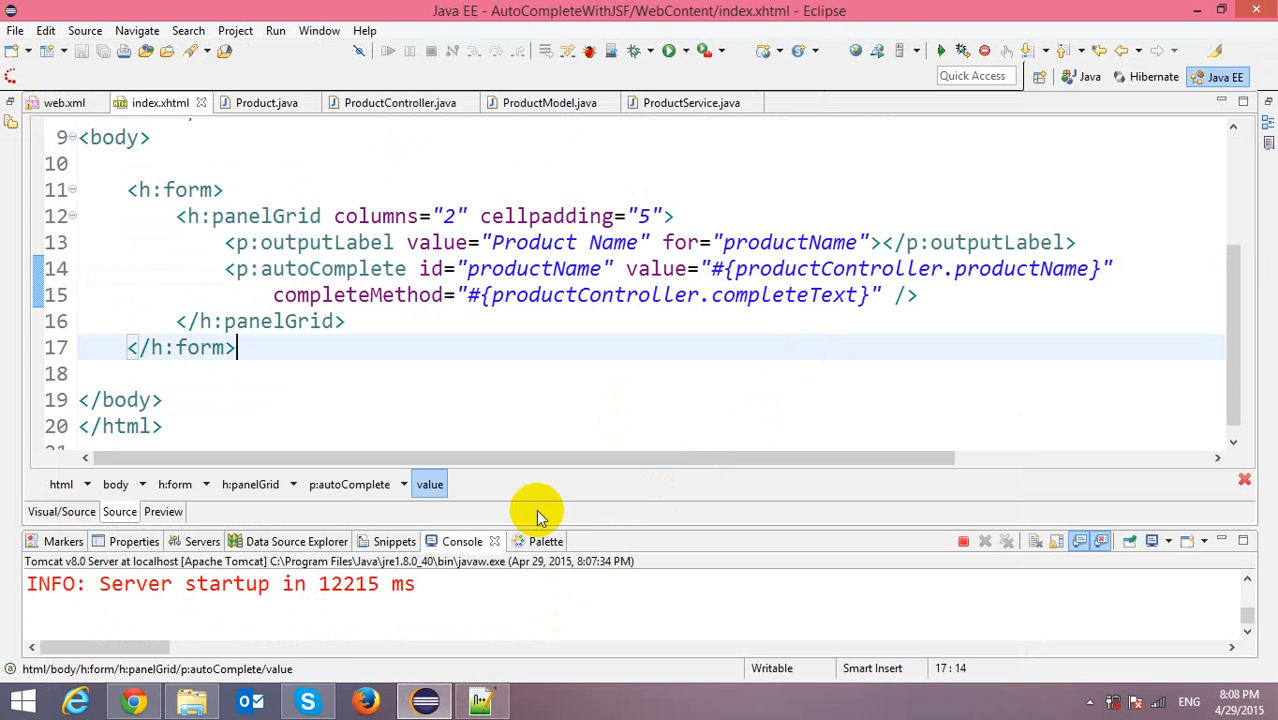 Java EE - AutoCompleteWithJSF/WebContent/index.xhtml - Eclipse
File Edit Source Navigate Search Project Run Window Help
Quick Access Java Hibernate Java EE
web.xml index.xhtml Product.java ProductController.java ProductModel.java ProductService.java
9 <body>
10
11 <h:form>
12 <h:panelGrid columns="2" cellpadding="5">
13 <p:outputLabel value="Product Name" for="productName"></p:outputLabel>
14 <p:autoComplete id="productName" value="#{productController.productName}"
15 completeMethod="#{productController.completeText}" />
16 </h:panelGrid>
17 </h:form>
18
19 </body>
20 </html>
html body h:form h:panelGrid p:autoComplete value
Visual/Source Source Preview
Markers Properties Servers Data Source Explorer Snippets Console Palette
Tomcat v8.0 Server at localhost [Apache Tomcat] C:\Program Files\Java\jre1.8.0_40\bin\javaw.exe (Apr 29, 2015, 8:07:34 PM)
INFO: Server startup in 12215 ms
html/body/h:form/h:panelGrid/p:autoComplete/value Writable Smart Insert 17 : 14
ENG 8:08 PM
4/29/2015